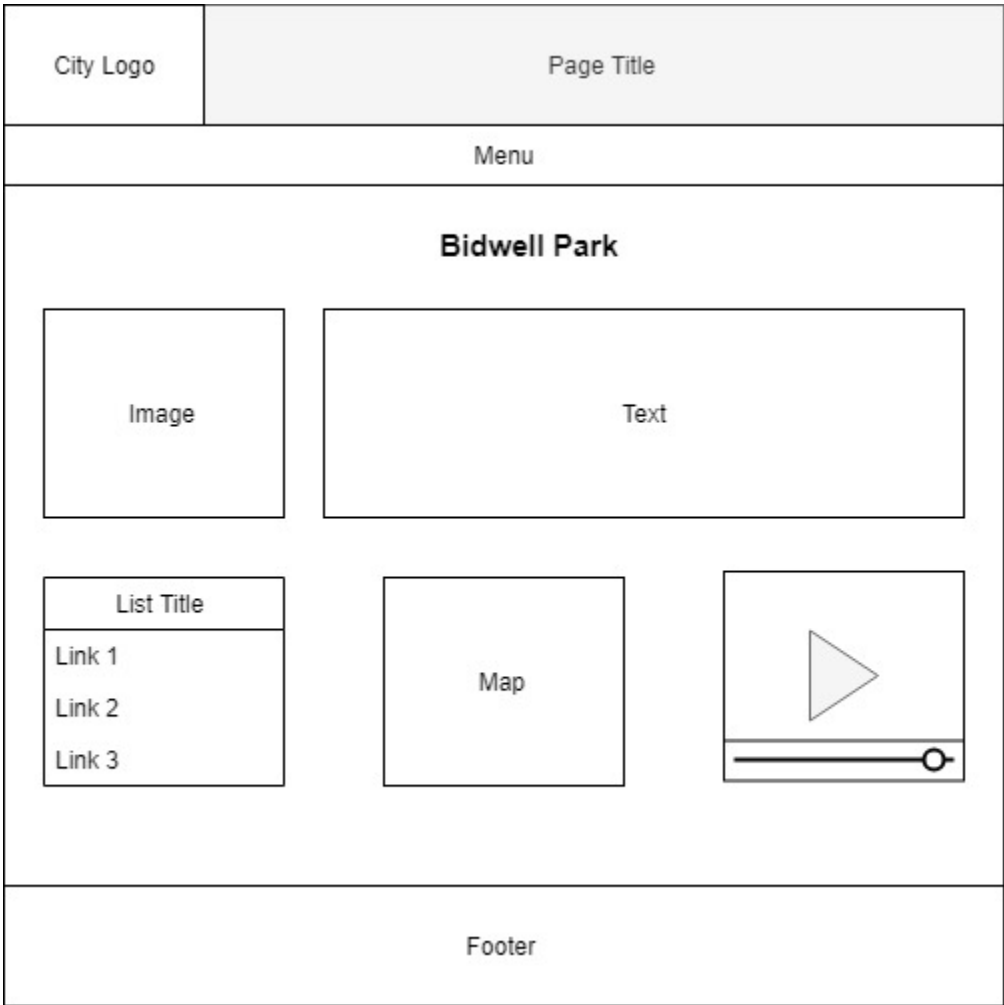 City Logo
Page Title
Menu
Bidwell Park
Image
Text
List Title
Link 1
Link 2
Link 3
Map
Footer